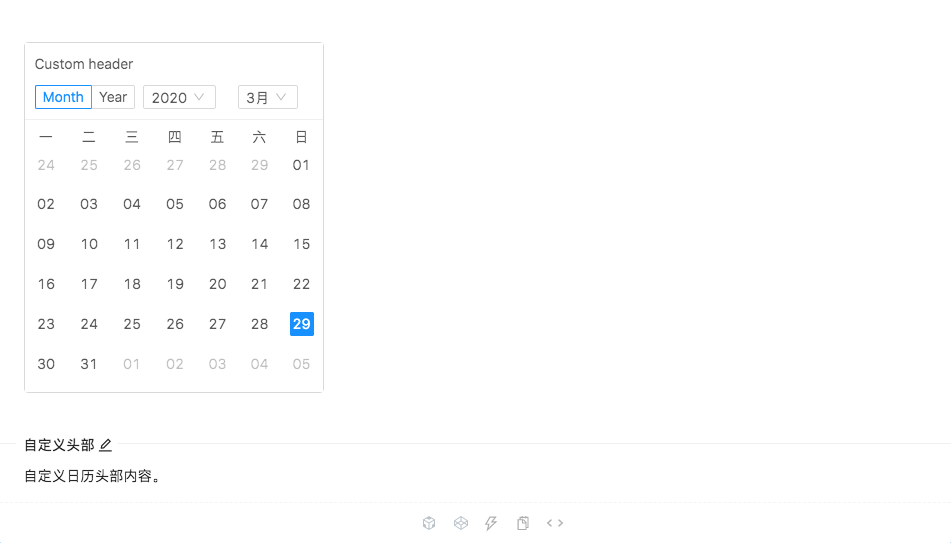 Custom header
Month Year 2020 3月
一 二 三 四 五 六 日
24 25 26 27 28 29 01
02 03 04 05 06 07 08
09 10 11 12 13 14 15
16 17 18 19 20 21 22
23 24 25 26 27 28 29
30 31 01 02 03 04 05
自定义头部
自定义日历头部内容。